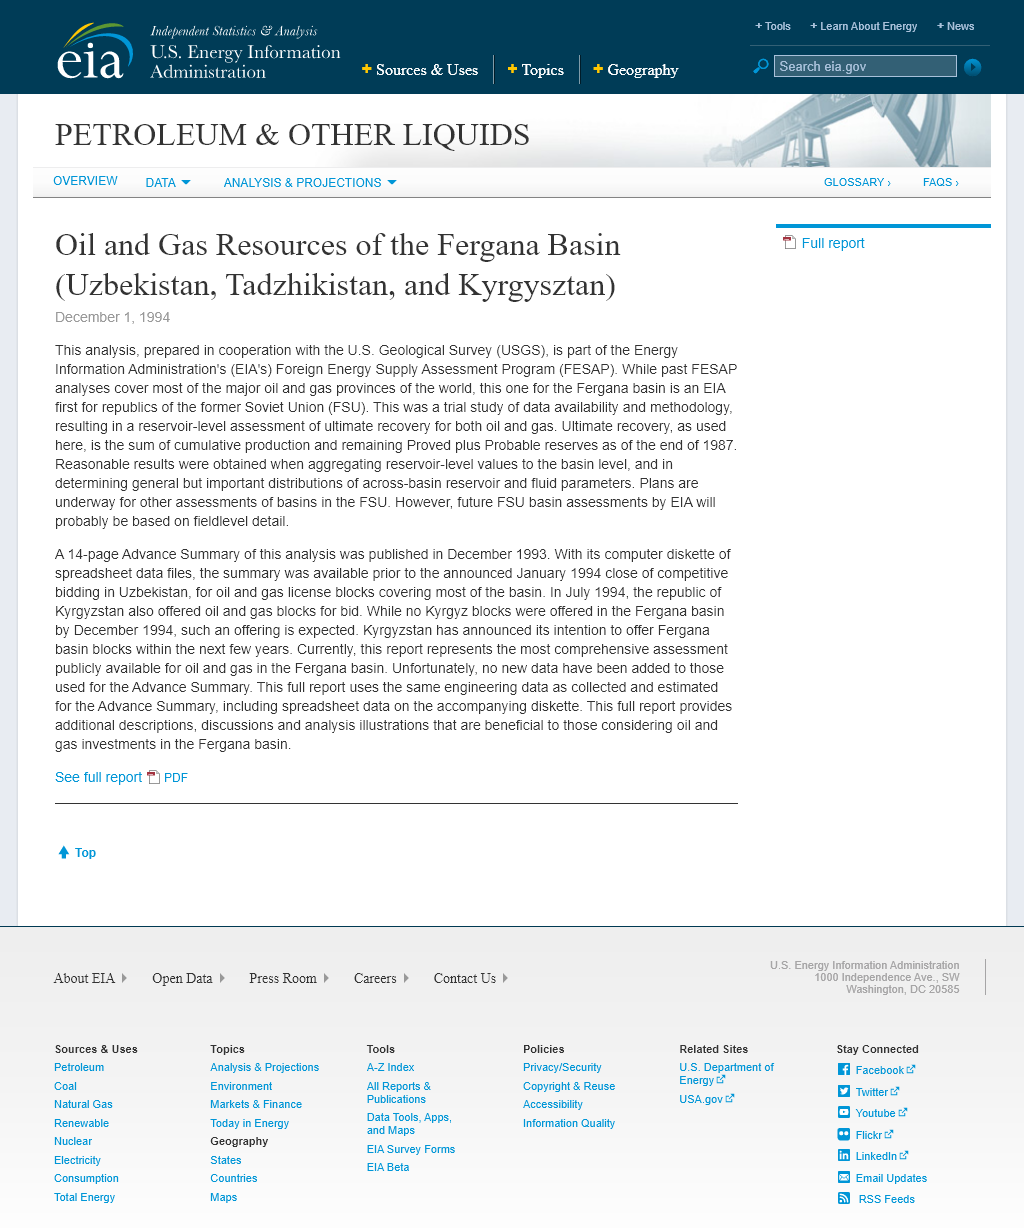 eia
Independent Statistics & Analysis
U.S. Energy Information
Administration
+ Sources & Uses
+ Topics
+ Geography
+ Tools
+ Learn About Energy
+ News
Search eia.gov
PETROLEUM & OTHER LIQUIDS
OVERVIEW
DATA
ANALYSIS & PROJECTIONS
GLOSSARY ›
FAQS ›
Oil and Gas Resources of the Fergana Basin
(Uzbekistan, Tadzhikistan, and Kyrgysztan)
December 1, 1994
Full report
This analysis, prepared in cooperation with the U.S. Geological Survey (USGS), is part of the Energy
Information Administration's (EIA's) Foreign Energy Supply Assessment Program (FESAP). While past FESAP
analyses cover most of the major oil and gas provinces of the world, this one for the Fergana basin is an EIA
first for republics of the former Soviet Union (FSU). This was a trial study of data availability and methodology,
resulting in a reservoir-level assessment of ultimate recovery for both oil and gas. Ultimate recovery, as used
here, is the sum of cumulative production and remaining Proved plus Probable reserves as of the end of 1987.
Reasonable results were obtained when aggregating reservoir-level values to the basin level, and in
determining general but important distributions of across-basin reservoir and fluid parameters. Plans are
underway for other assessments of basins in the FSU. However, future FSU basin assessments by EIA will
probably be based on fieldlevel detail.
A 14-page Advance Summary of this analysis was published in December 1993. With its computer diskette of
spreadsheet data files, the summary was available prior to the announced January 1994 close of competitive
bidding in Uzbekistan, for oil and gas license blocks covering most of the basin. In July 1994, the republic of
Kyrgyzstan also offered oil and gas blocks for bid. While no Kyrgyz blocks were offered in the Fergana basin
by December 1994, such an offering is expected. Kyrgyzstan has announced its intention to offer Fergana
basin blocks within the next few years. Currently, this report represents the most comprehensive assessment
publicly available for oil and gas in the Fergana basin. Unfortunately, no new data have been added to those
used for the Advance Summary. This full report uses the same engineering data as collected and estimated
for the Advance Summary, including spreadsheet data on the accompanying diskette. This full report provides
additional descriptions, discussions and analysis illustrations that are beneficial to those considering oil and
gas investments in the Fergana basin.
See full report PDF
Top
About EIA
Open Data
Press Room
Careers
Contact Us
U.S. Energy Information Administration
1000 Independence Ave., SW
Washington, DC 20585
Sources & Uses
Petroleum
Coal
Natural Gas
Renewable
Nuclear
Electricity
Consumption
Total Energy
Topics
Analysis & Projections
Environment
Markets & Finance
Today in Energy
Geography
States
Countries
Maps
Tools
A-Z Index
All Reports &
Publications
Data Tools, Apps,
and Maps
EIA Survey Forms
EIA Beta
Policies
Privacy/Security
Copyright & Reuse
Accessibility
Information Quality
Related Sites
U.S. Department of
Energy
USA.gov
Stay Connected
Facebook
Twitter
Youtube
Flickr
LinkedIn
Email Updates
RSS Feeds